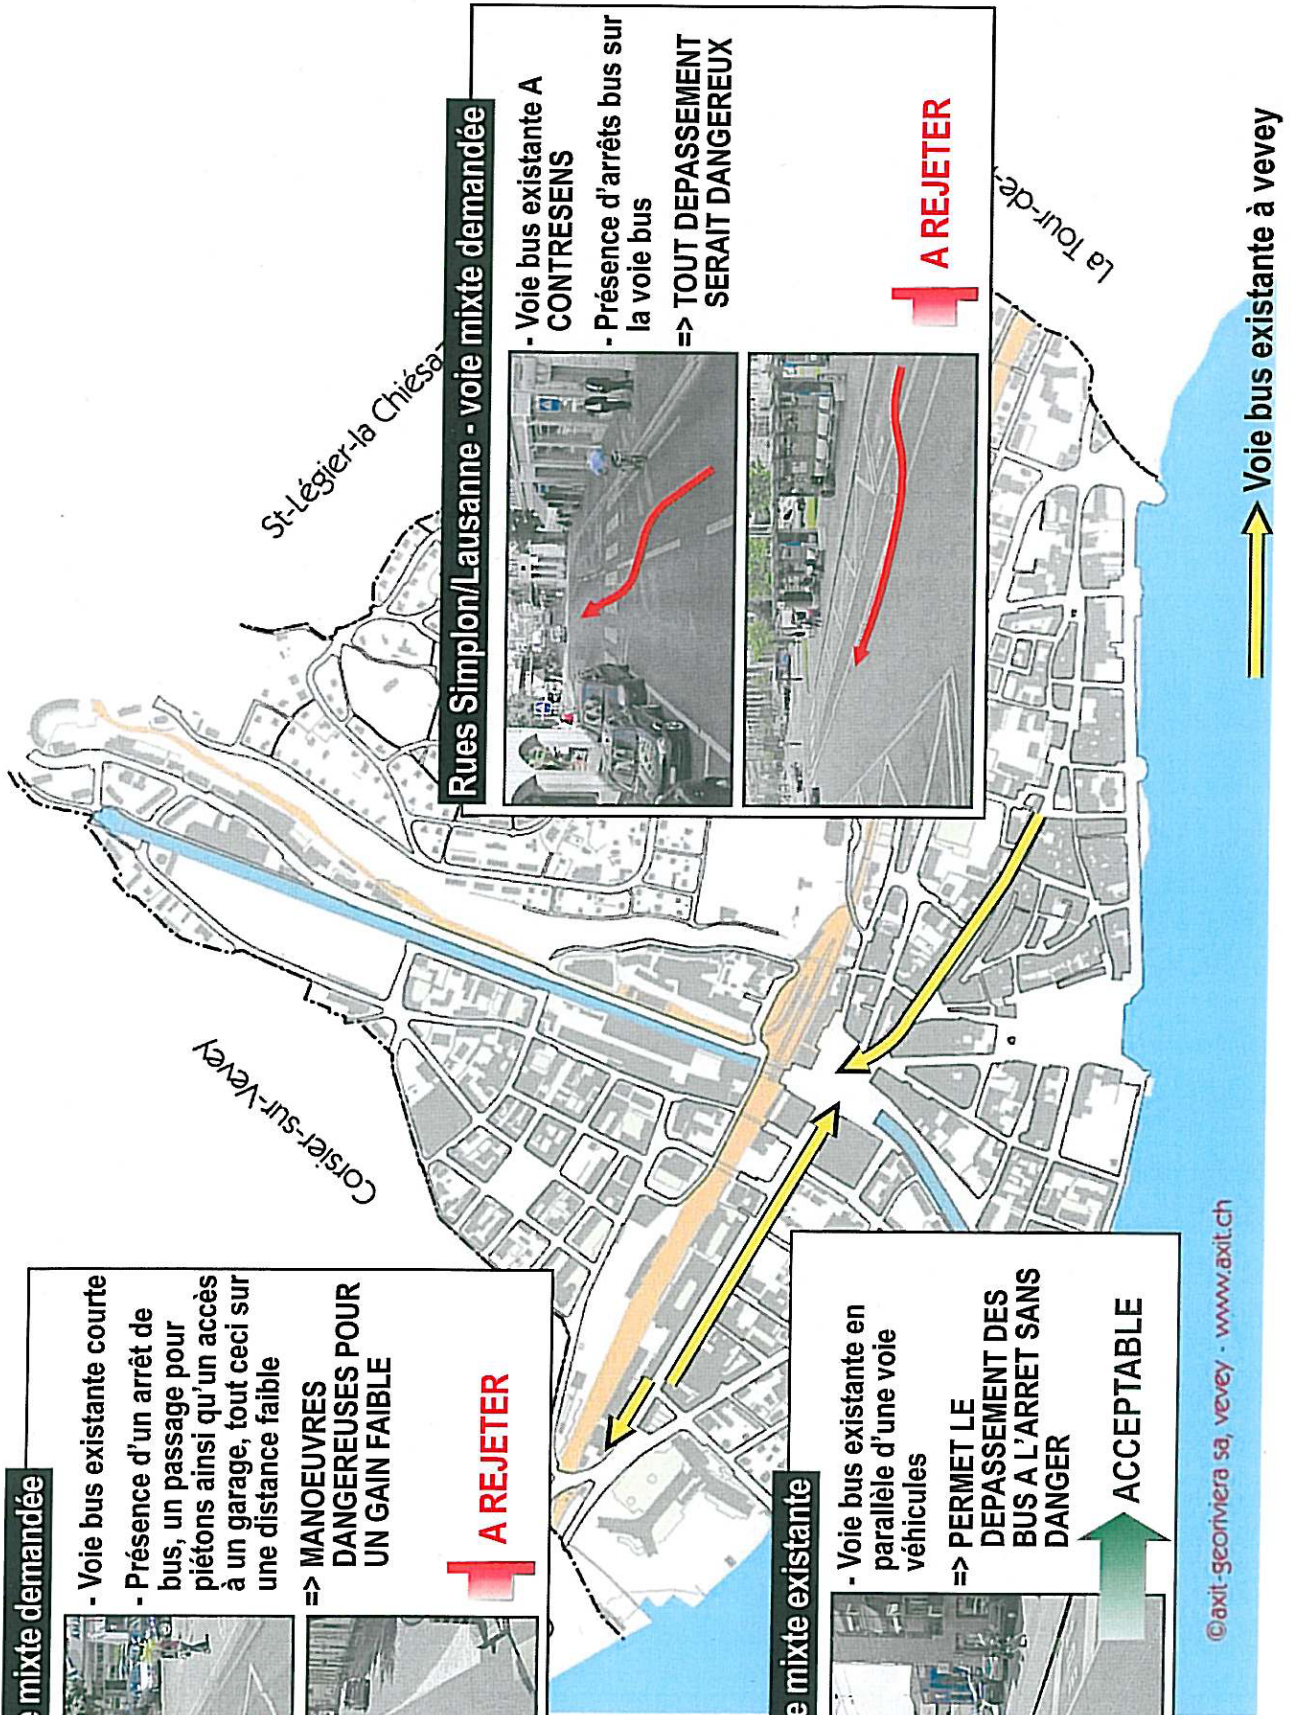 e mixte demandée
- Voie bus existante courte
- Présence d'un arrêt de
bus, un passage pour
piétons ainsi qu'un accès
à un garage, tout ceci sur
une distance faible
=> MANOEUVRES
DANGEREUSES POUR
UN GAIN FAIBLE
A REJETER
Corsier-sur-Vevey
St-Légier-la Chiésa
Rues Simplon/Lausanne - voie mixte demandée
- Voie bus existante A
CONTRESENS
- Présence d'arrêts bus sur
la voie bus
=> TOUT DEPASSEMENT
SERAIT DANGEREUX
A REJETER
La Tour-de-
e mixte existante
- Voie bus existante en
parallèle d'une voie
véhicules
=> PERMET LE
DEPASSEMENT DES
BUS A L'ARRET SANS
DANGER
ACCEPTABLE
©axit-georiviera sa, vevey - www.axit.ch
Voie bus existante à vevey